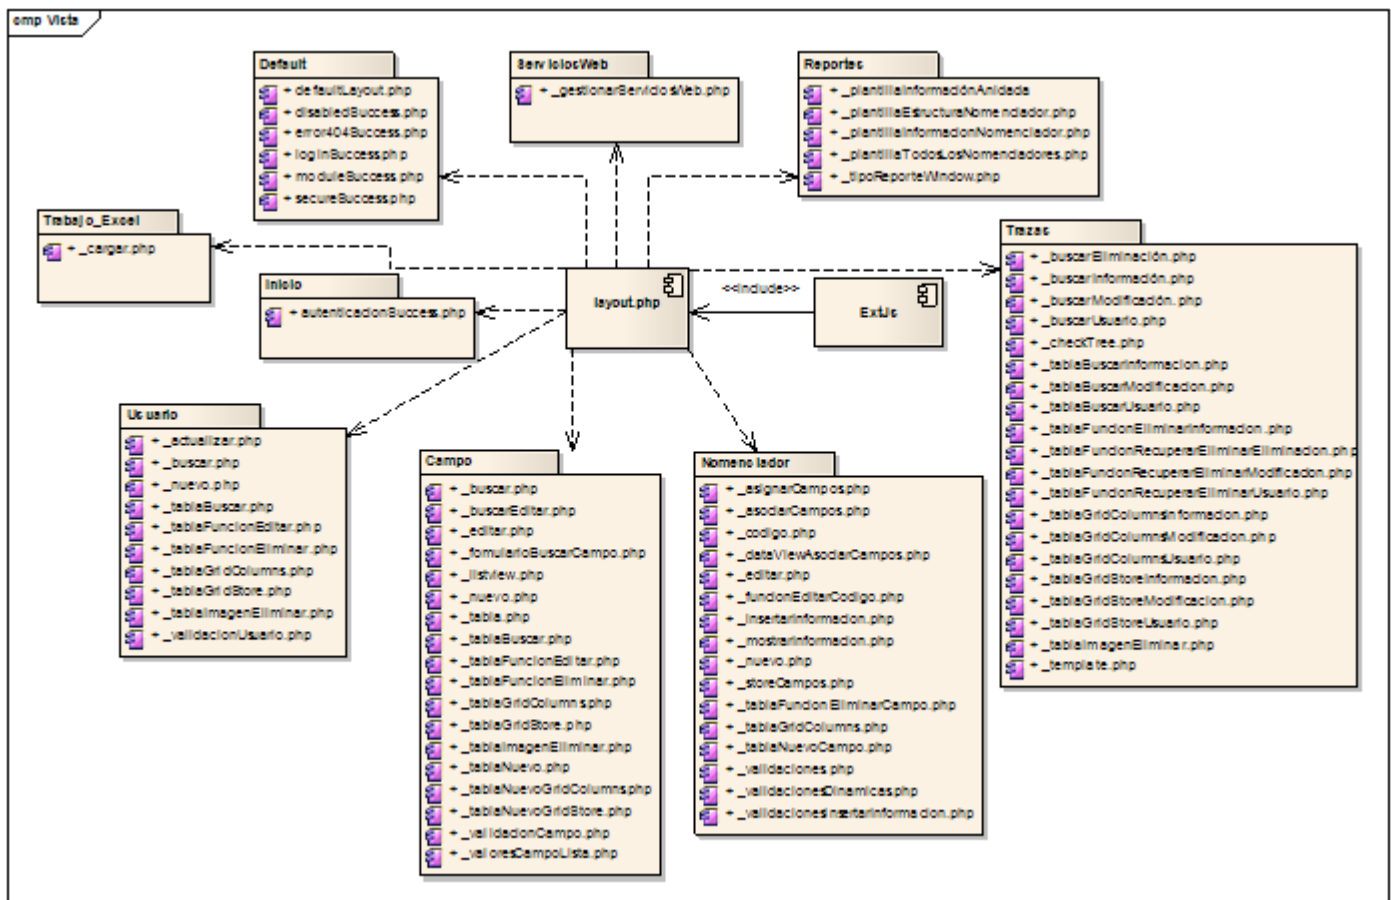 cmp Vista
Default
+ defaultLayout.php
+ disabledSuccess.php
+ error404Success.php
+ loginSuccess.php
+ moduleSuccess.php
+ secureSuccess.php
ServiciosWeb
+ _gestionarServiciosWeb.php
Reportes
+ _plantillaInformaciónAnidada
+ _plantillaEstructuraNomenclador.php
+ _plantillaInformacionNomenclador.php
+ _plantillaTodosLosNomencladores.php
+ _tipoReporteWindow.php
Trabajo_Excel
+ _cargar.php
Inicio
+ autenticacionSuccess.php
layout.php
<<include>>
ExtJs
Trazas
+ _buscarEliminación.php
+ _buscarInformación.php
+ _buscarModificación.php
+ _buscarUsuario.php
+ _checkTree.php
+ _tablaBuscarInformacion.php
+ _tablaBuscarModificacion.php
+ _tablaBuscarUsuario.php
+ _tablaFuncionEliminarInformacion.php
+ _tablaFuncionRecuperarEliminarEliminacion.php
+ _tablaFuncionRecuperarEliminarModificacion.php
+ _tablaFuncionRecuperarEliminarUsuario.php
+ _tablaGridColumnsInformacion.php
+ _tablaGridColumnsModificacion.php
+ _tablaGridColumnsUsuario.php
+ _tablaGridStoreInformacion.php
+ _tablaGridStoreModificacion.php
+ _tablaGridStoreUsuario.php
+ _tablaImagenEliminar.php
+ _template.php
Usuario
+ _actualizar.php
+ _buscar.php
+ _nuevo.php
+ _tablaBuscar.php
+ _tablaFuncionEditar.php
+ _tablaFuncionEliminar.php
+ _tablaGridColumns.php
+ _tablaGridStore.php
+ _tablaImagenEliminar.php
+ _validacionUsuario.php
Campo
+ _buscar.php
+ _buscarEditar.php
+ _editar.php
+ _fomularioBuscarCampo.php
+ _listview.php
+ _nuevo.php
+ _tabla.php
+ _tablaBuscar.php
+ _tablaFuncionEditar.php
+ _tablaFuncionEliminar.php
+ _tablaGridColumns.php
+ _tablaGridStore.php
+ _tablaImagenEliminar.php
+ _tablaNuevo.php
+ _tablaNuevoGridColumns.php
+ _tablaNuevoGridStore.php
+ _validacionCampo.php
+ _valoresCampoLista.php
Nomenclador
+ _asignarCampos.php
+ _asociarCampos.php
+ _codigo.php
+ _dataViewAsociarCampos.php
+ _editar.php
+ _funcionEditarCodigo.php
+ _insertarInformacion.php
+ _mostrarInformacion.php
+ _nuevo.php
+ _storeCampos.php
+ _tablaFuncionEliminarCampo.php
+ _tablaGridColumns.php
+ _tablaNuevoCampo.php
+ _validaciones.php
+ _validacionesDinamicas.php
+ _validacionesInsertarInformacion.php